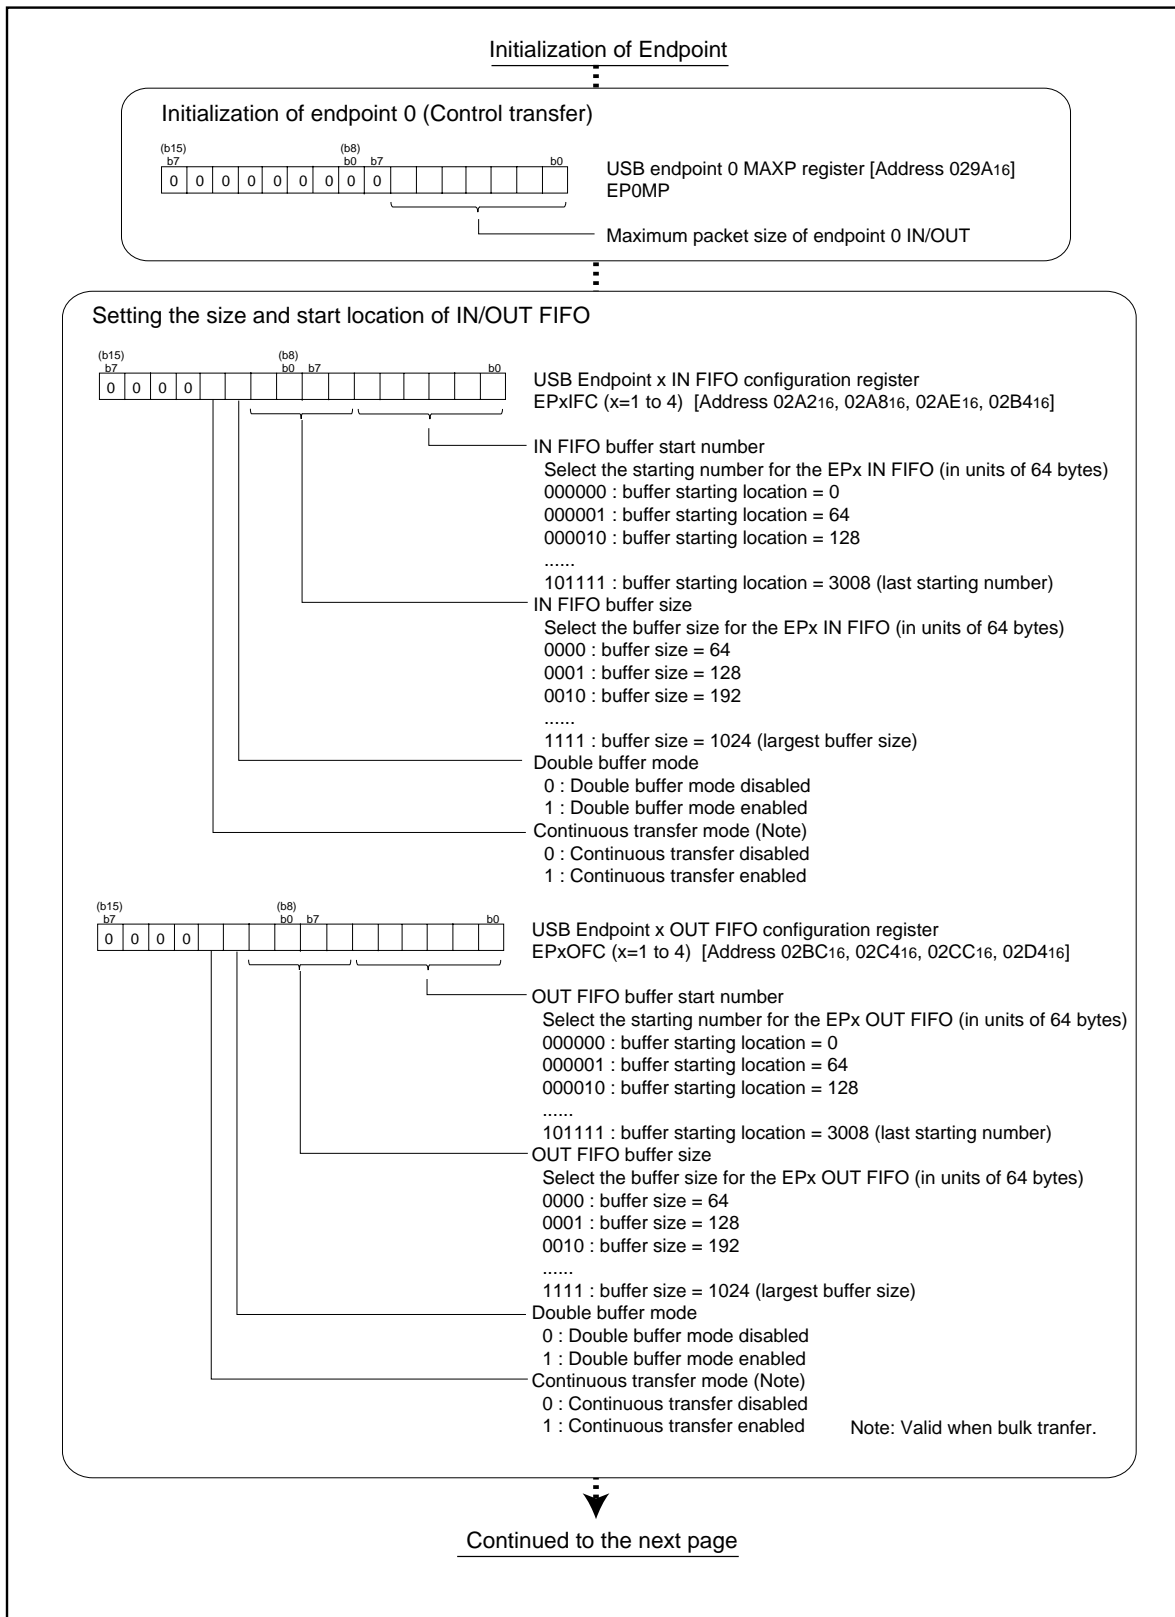 Initialization of Endpoint
Initialization of endpoint 0 (Control transfer)
(b15) (b8)
b7 b0 b7 b0
0 0 0 0 0 0 0 0 0
USB endpoint 0 MAXP register [Address 029A16]
EP0MP
Maximum packet size of endpoint 0 IN/OUT
Setting the size and start location of IN/OUT FIFO
(b15) (b8)
b7 b0 b7 b0
0 0 0 0
USB Endpoint x IN FIFO configuration register
EPxIFC (x=1 to 4) [Address 02A216, 02A816, 02AE16, 02B416]
IN FIFO buffer start number
Select the starting number for the EPx IN FIFO (in units of 64 bytes)
000000 : buffer starting location = 0
000001 : buffer starting location = 64
000010 : buffer starting location = 128
......
101111 : buffer starting location = 3008 (last starting number)
IN FIFO buffer size
Select the buffer size for the EPx IN FIFO (in units of 64 bytes)
0000 : buffer size = 64
0001 : buffer size = 128
0010 : buffer size = 192
......
1111 : buffer size = 1024 (largest buffer size)
Double buffer mode
0 : Double buffer mode disabled
1 : Double buffer mode enabled
Continuous transfer mode (Note)
0 : Continuous transfer disabled
1 : Continuous transfer enabled
(b15) (b8)
b7 b0 b7 b0
0 0 0 0
USB Endpoint x OUT FIFO configuration register
EPxOFC (x=1 to 4) [Address 02BC16, 02C416, 02CC16, 02D416]
OUT FIFO buffer start number
Select the starting number for the EPx OUT FIFO (in units of 64 bytes)
000000 : buffer starting location = 0
000001 : buffer starting location = 64
000010 : buffer starting location = 128
......
101111 : buffer starting location = 3008 (last starting number)
OUT FIFO buffer size
Select the buffer size for the EPx OUT FIFO (in units of 64 bytes)
0000 : buffer size = 64
0001 : buffer size = 128
0010 : buffer size = 192
......
1111 : buffer size = 1024 (largest buffer size)
Double buffer mode
0 : Double buffer mode disabled
1 : Double buffer mode enabled
Continuous transfer mode (Note)
0 : Continuous transfer disabled
1 : Continuous transfer enabled Note: Valid when bulk tranfer.
Continued to the next page